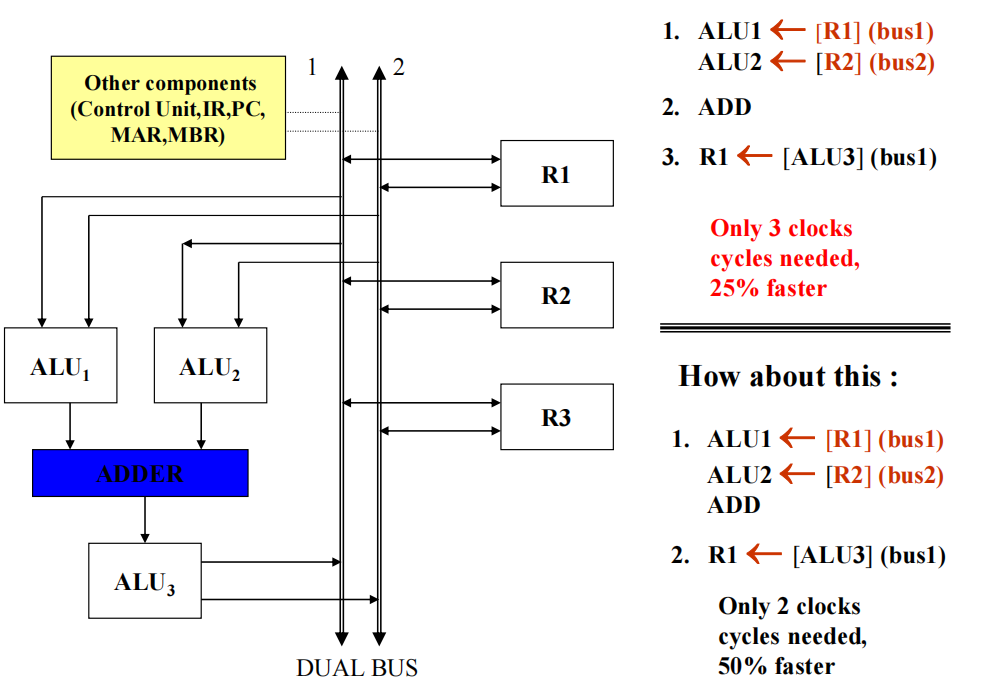 1 2
Other components
(Control Unit,IR,PC,
MAR,MBR)
R1
R2
R3
ALU1
ALU2
ADDER
ALU3
DUAL BUS
1. ALU1 ← [R1] (bus1)
ALU2 ← [R2] (bus2)
2. ADD
3. R1 ← [ALU3] (bus1)
Only 3 clocks
cycles needed,
25% faster
How about this :
1. ALU1 ← [R1] (bus1)
ALU2 ← [R2] (bus2)
ADD
2. R1 ← [ALU3] (bus1)
Only 2 clocks
cycles needed,
50% faster